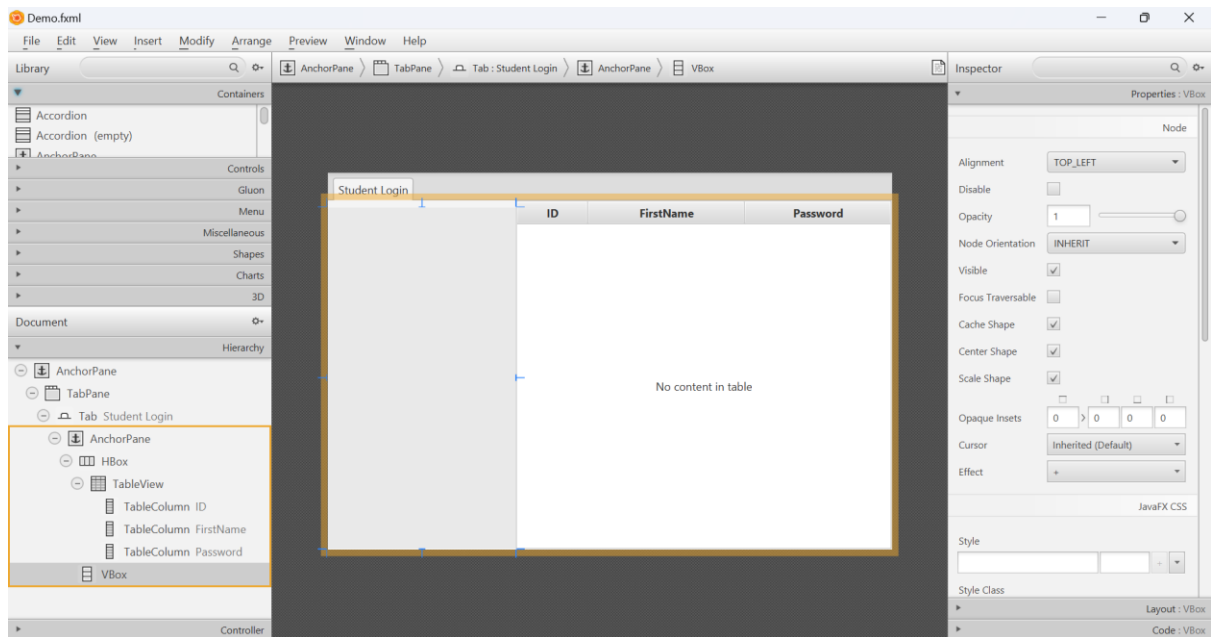 Demo.fxml
File Edit View Insert Modify Arrange Preview Window Help
Library
AnchorPane TabPane Tab : Student Login AnchorPane VBox
Inspector
Containers
Accordion
Accordion (empty)
AnchorPane
Controls
Gluon
Menu
Miscellaneous
Shapes
Charts
3D
Document
Hierarchy
AnchorPane
TabPane
Tab Student Login
AnchorPane
HBox
TableView
TableColumn ID
TableColumn FirstName
TableColumn Password
VBox
Controller
Student Login
ID FirstName Password
No content in table
Properties : VBox
Node
Alignment TOP_LEFT
Disable
Opacity 1
Node Orientation INHERIT
Visible
Focus Traversable
Cache Shape
Center Shape
Scale Shape
Opaque Insets 0 > 0 0 0
Cursor Inherited (Default)
Effect +
JavaFX CSS
Style
+
Style Class
Layout : VBox
Code : VBox